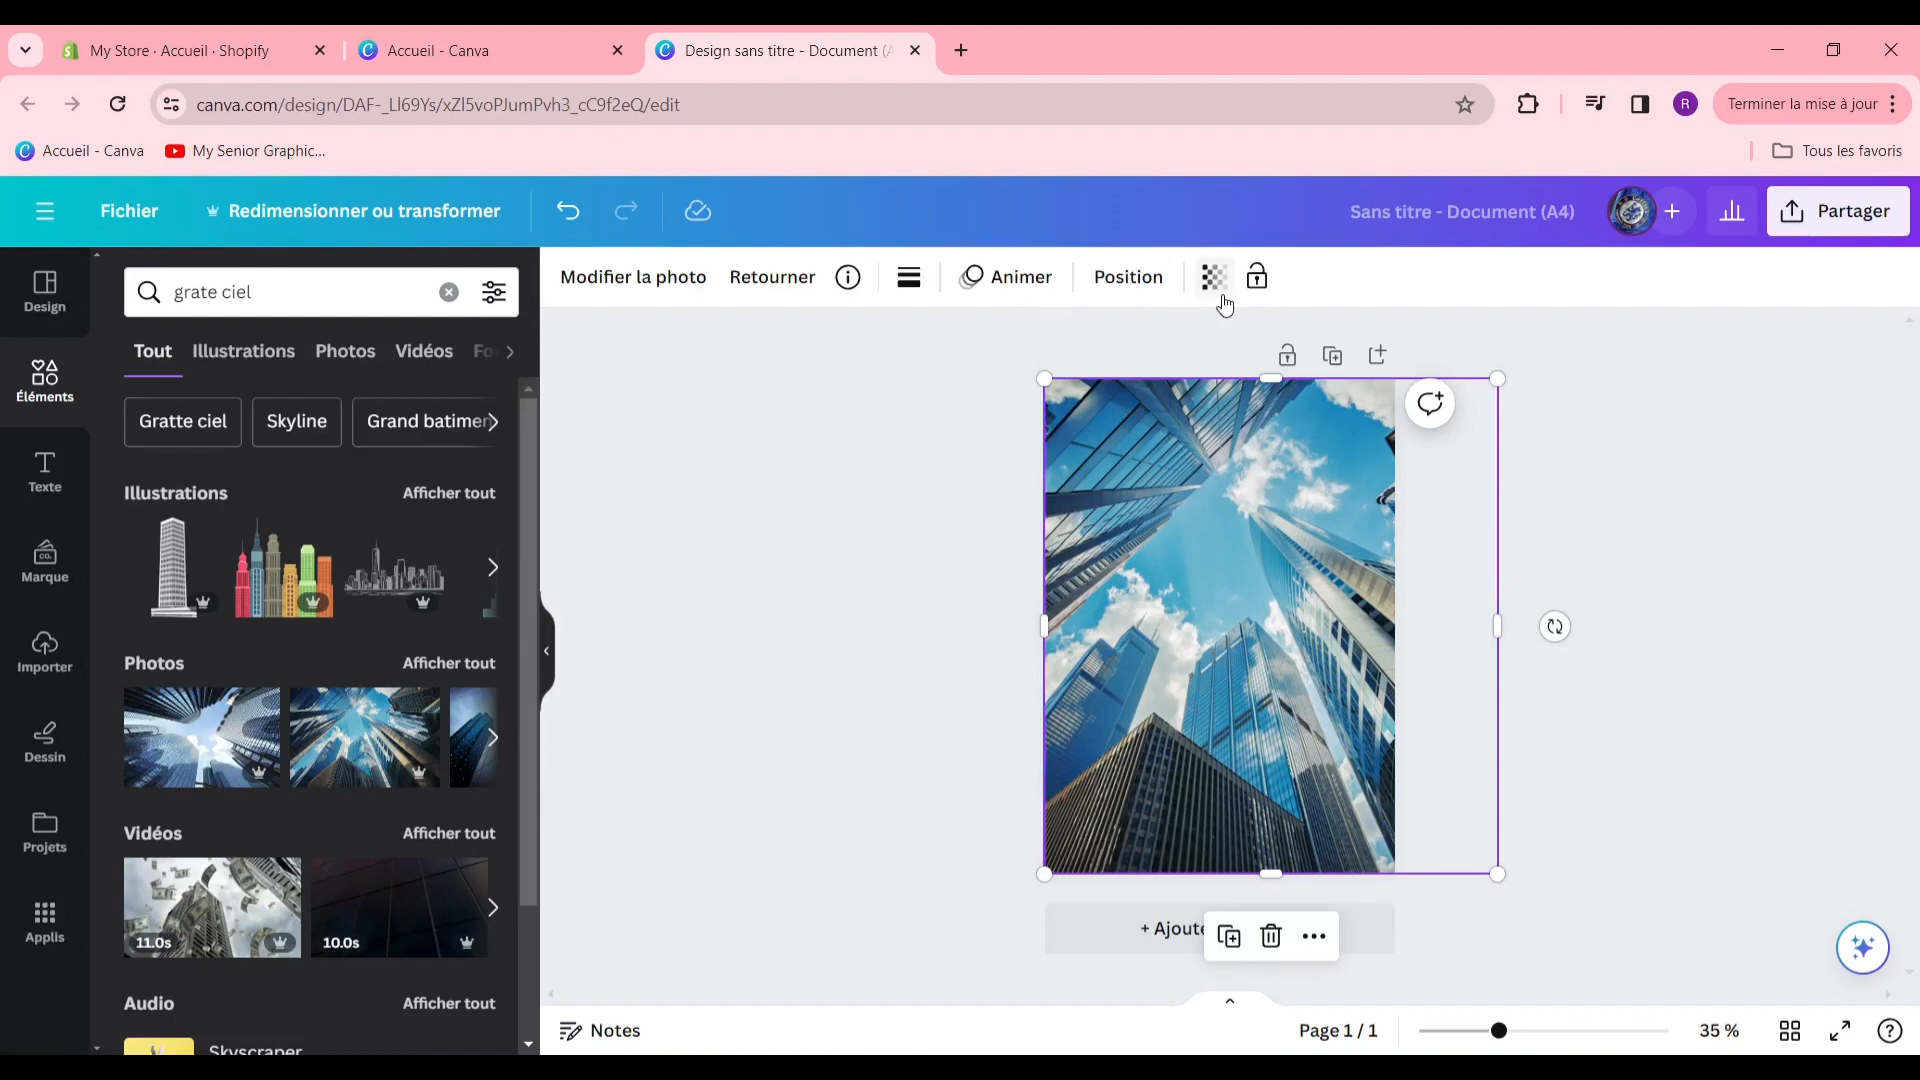 My Store · Accueil · Shopify
Accueil - Canva
Design sans titre - Document (A
canva.com/design/DAF-_LI69Ys/xZl5voPJumPvh3_cC9f2eQ/edit
R
Terminer la mise à jour
Accueil - Canva
My Senior Graphic...
Tous les favoris
Fichier
Redimensionner ou transformer
Sans titre - Document (A4)
Partager
Design
Éléments
Texte
Marque
Importer
Dessin
Projets
Applis
grate ciel
Modifier la photo
Retourner
Animer
Position
Tout
Illustrations
Photos
Vidéos
Fo
Gratte ciel
Skyline
Grand batimen
Illustrations
Afficher tout
Photos
Afficher tout
Vidéos
Afficher tout
11.0s
10.0s
Audio
Afficher tout
Skyscraper
+ Ajoute
Notes
Page 1 / 1
35 %